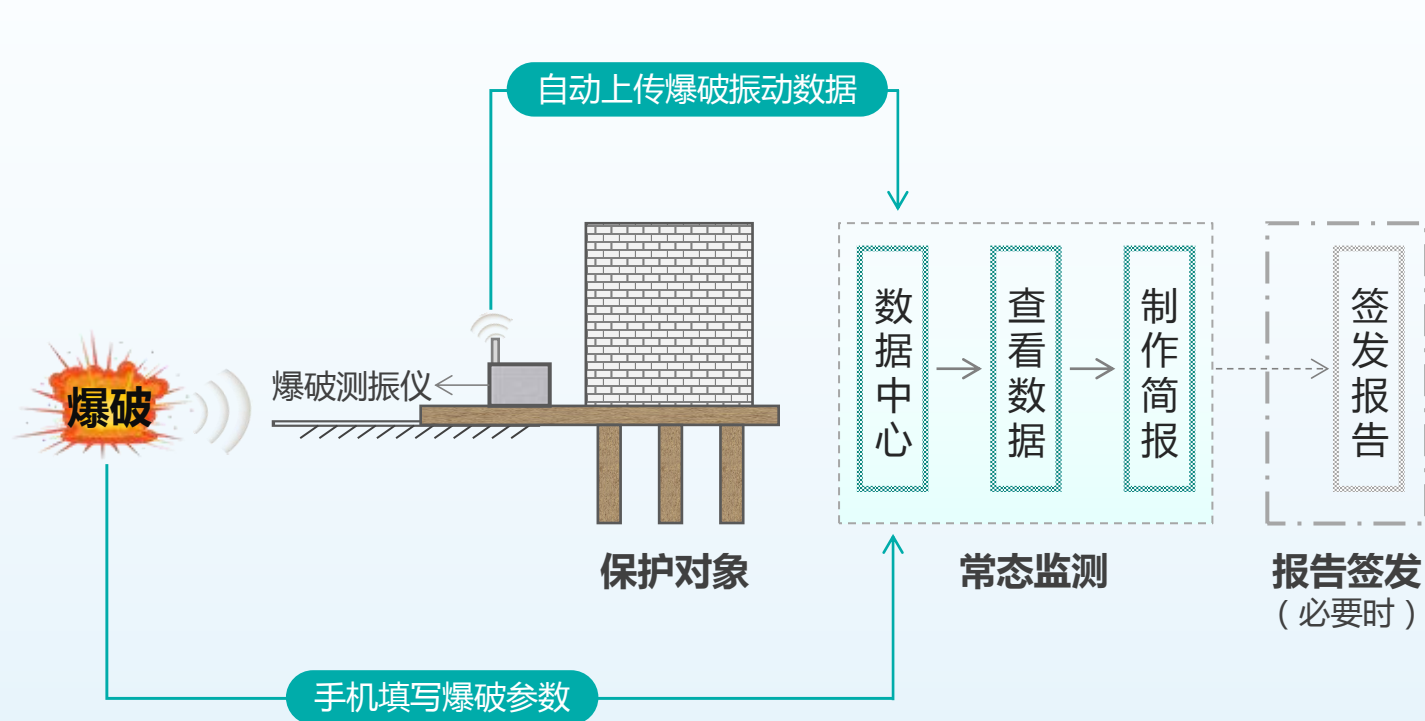 自动上传爆破振动数据
爆破
爆破测振仪
数据中心
查看数据
制作简报
签发报告
保护对象
常态监测
报告签发
（必要时）
手机填写爆破参数